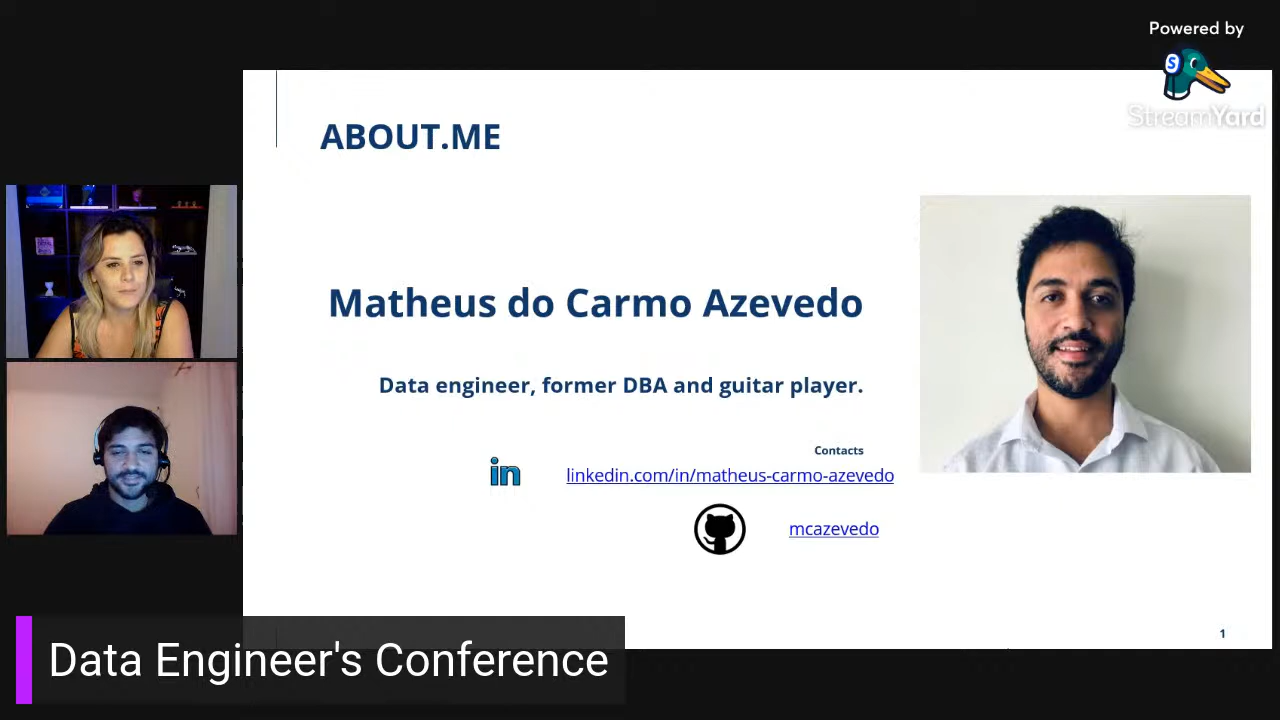 Powered by
StreamYard
ABOUT.ME
Matheus do Carmo Azevedo
Data engineer, former DBA and guitar player.
Contacts
in
linkedin.com/in/matheus-carmo-azevedo
mcazevedo
1
Data Engineer's Conference